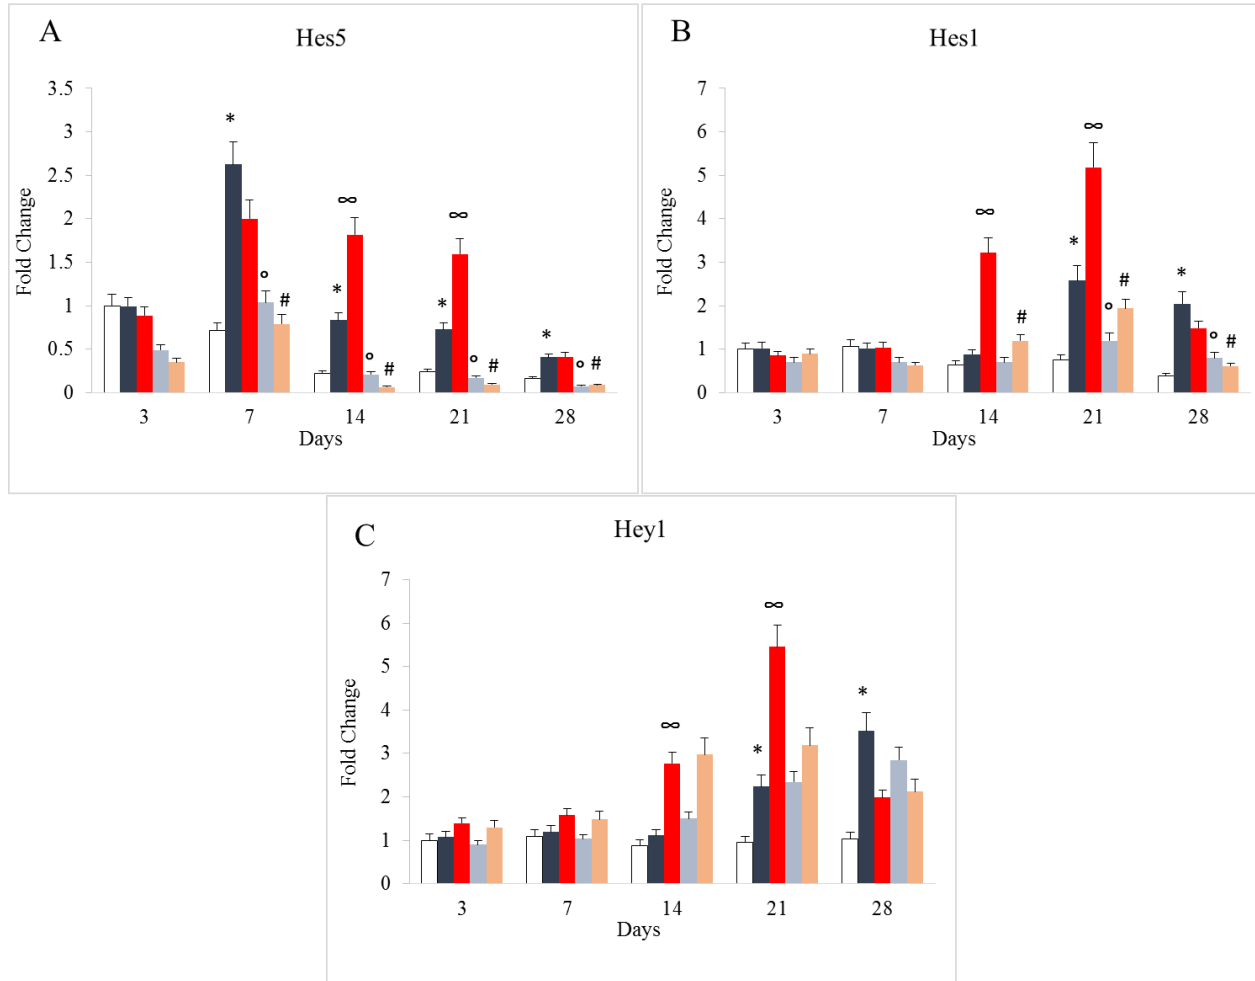 A
Hes5
3.5
3
2.5
2
1.5
1
0.5
0
Fold Change
*
* ∞
* ∞
*
° #
° #
° #
° #
3 7 14 21 28
Days
B
Hes1
7
6
5
4
3
2
1
0
Fold Change
∞
∞
* *
# ° # ° #
3 7 14 21 28
Days
C
Hey1
7
6
5
4
3
2
1
0
Fold Change
∞
∞ * *
3 7 14 21 28
Days